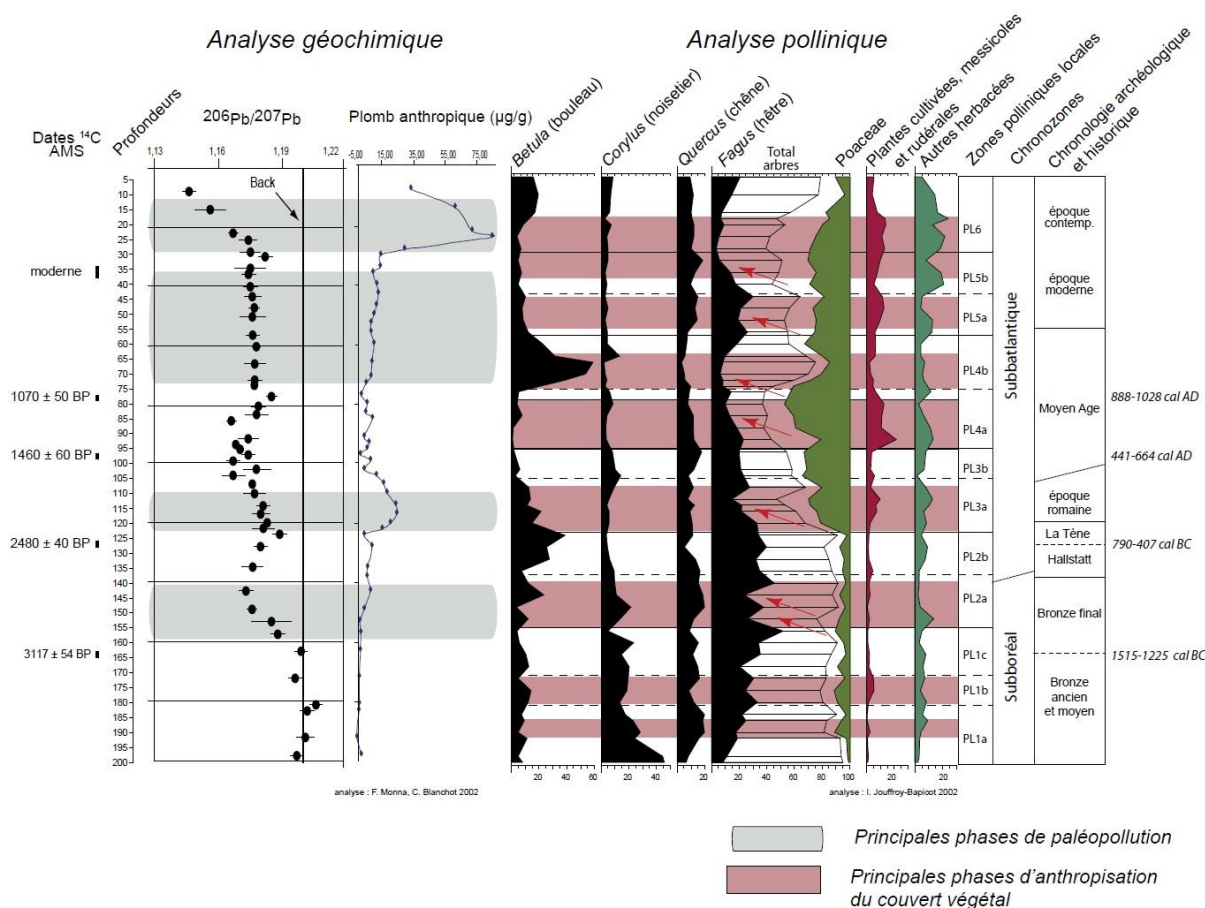 Analyse géochimique
Analyse pollinique
Dates ¹⁴C
AMS
Profondeurs
²⁰⁶Pb/²⁰⁷Pb
1,13
1,16
1,19
1,22
Back
Plomb anthropique (µg/g)
-5,00
15,00
35,00
55,00
75,00
Betula (bouleau)
Corylus (noisetier)
Quercus (chêne)
Fagus (hêtre)
Total
arbres
Poaceae
Plantes cultivées, messicoles
et rudérales
Autres herbacées
Zones polliniques locales
Chronozones
Chronologie archéologique
et historique
5
10
15
20
25
30
35
40
45
50
55
60
65
70
75
80
85
90
95
100
105
110
115
120
125
130
135
140
145
150
155
160
165
170
175
180
185
190
195
200
moderne
1070 ± 50 BP
1460 ± 60 BP
2480 ± 40 BP
3117 ± 54 BP
PL6
PL5b
PL5a
PL4b
PL4a
PL3b
PL3a
PL2b
PL2a
PL1c
PL1b
PL1a
Subbatlantique
Subboréal
époque
contemp.
époque
moderne
Moyen Age
époque
romaine
La Tène
Hallstatt
Bronze final
Bronze
ancien
et moyen
888-1028 cal AD
441-664 cal AD
790-407 cal BC
1515-1225 cal BC
20 40 60
20 40
20
20 40 60 80 100
20
20
analyse : F. Monna, C. Blanchot 2002
analyse : I. Jouffroy-Bapicot 2002
Principales phases de paléopollution
Principales phases d'anthropisation
du couvert végétal